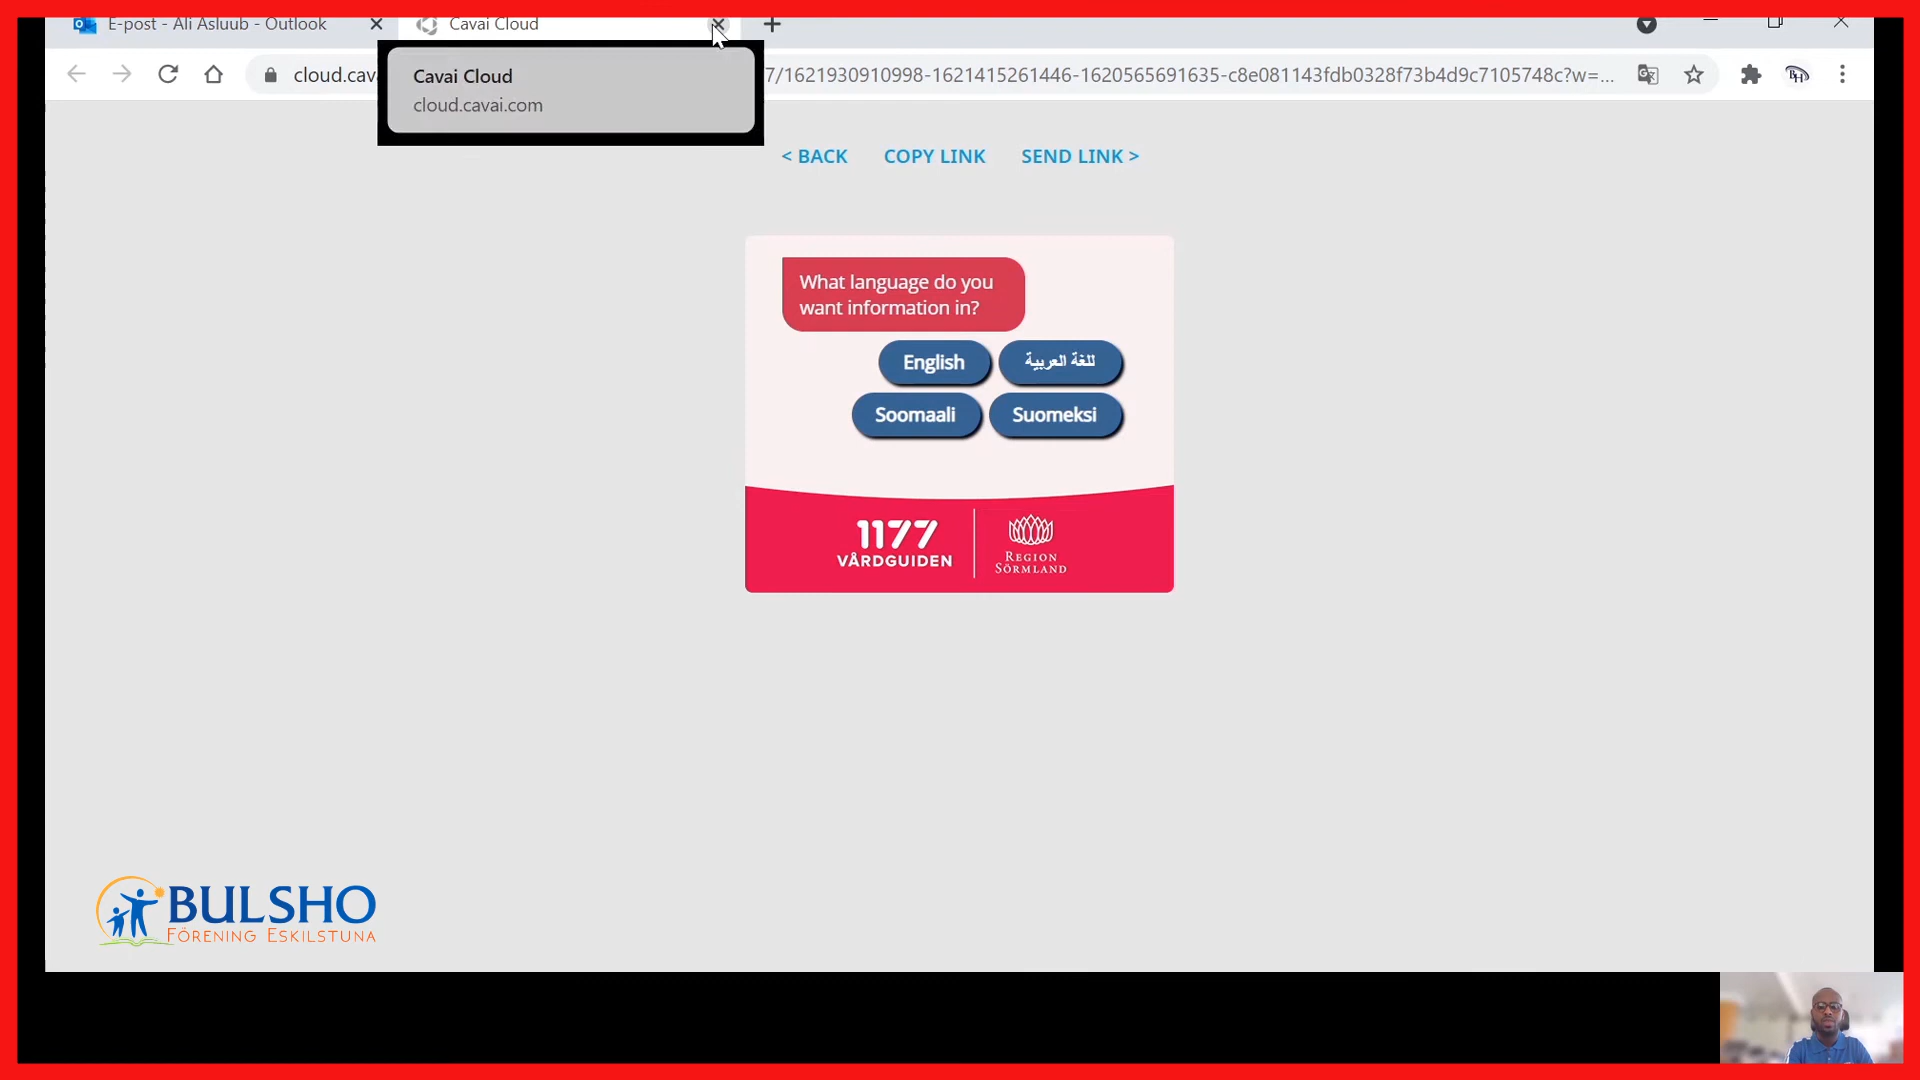 E-post - Ali Asluub - Outlook
Cavai Cloud
cloud.cava
7/1621930910998-1621415261446-1620565691635-c8e081143fdb0328f73b4d9c7105748c?w=...
Cavai Cloud
cloud.cavai.com
< BACK
COPY LINK
SEND LINK >
What language do you
want information in?
English
للغة العربية
Soomaali
Suomeksi
1177
VÅRDGUIDEN
REGION
SÖRMLAND
BULSHO
FÖRENING ESKILSTUNA